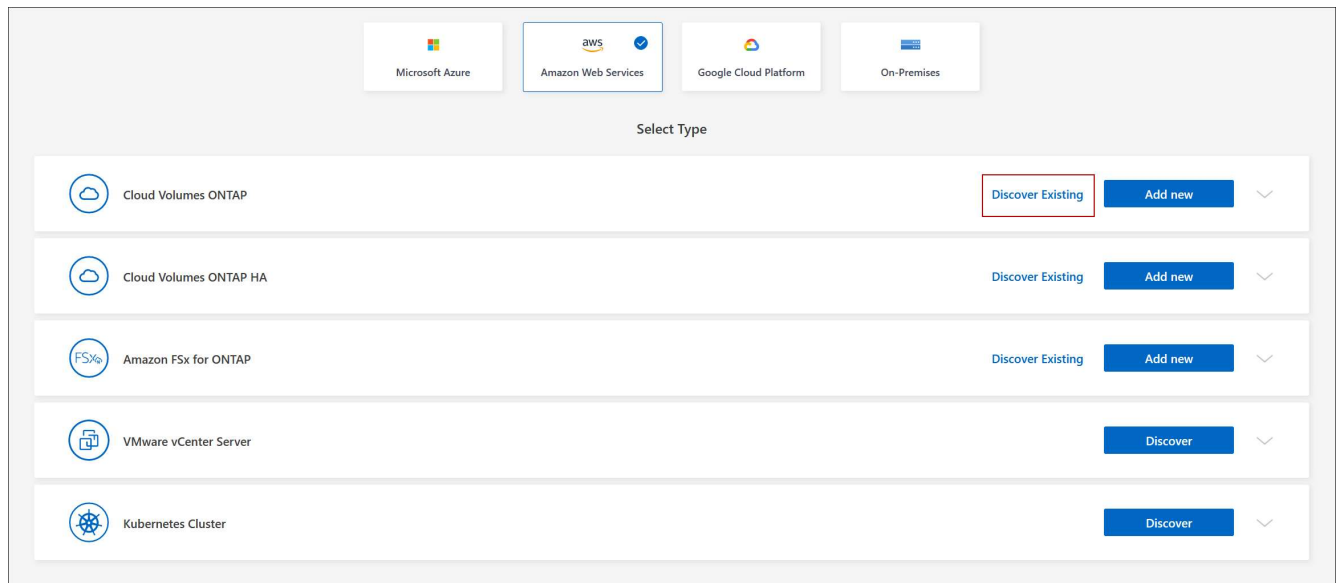 aws
Microsoft Azure
Amazon Web Services
Google Cloud Platform
On-Premises
Select Type
Cloud Volumes ONTAP
Discover Existing
Add new
Cloud Volumes ONTAP HA
Discover Existing
Add new
FSx
Amazon FSx for ONTAP
Discover Existing
Add new
VMware vCenter Server
Discover
Kubernetes Cluster
Discover